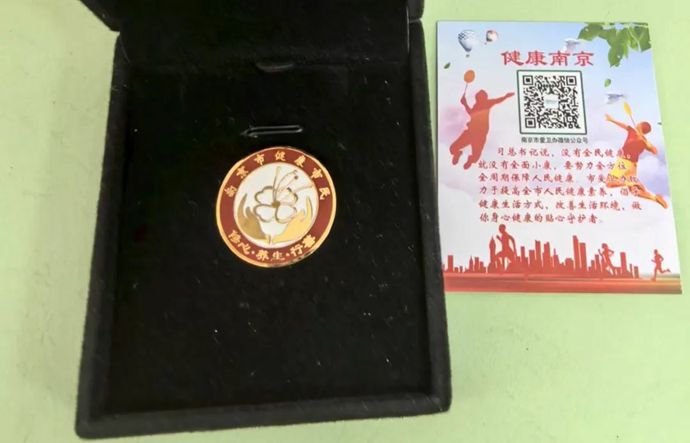 南京市健康市民
修心·养生·行善
健康南京
南京市爱卫办微信公众号
习总书记说，没有全民健康，
就没有全面小康，要努力全方位
全周期保障人民健康，市爱卫办致
力于提高全市人民健康素养，倡导
健康生活方式，改善生活环境，做
你身心健康的贴心守护者。